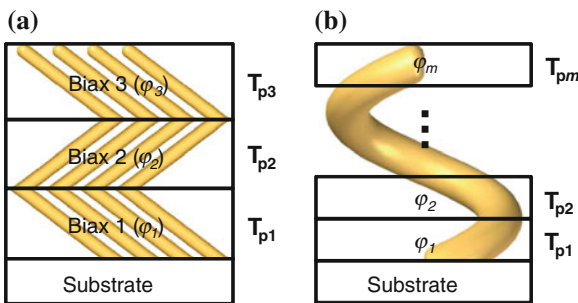 (a)
Biax 3 (φ3)
Tp3
Biax 2 (φ2)
Tp2
Biax 1 (φ1)
Tp1
Substrate
(b)
φm
Tpm
φ2
Tp2
φ1
Tp1
Substrate